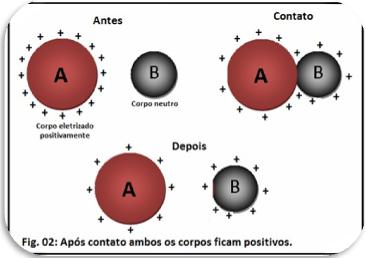 Antes
Contato
A
B
A
B
Corpo neutro
Corpo eletrizado
positivamente
Depois
A
B
Fig. 02: Após contato ambos os corpos ficam positivos.